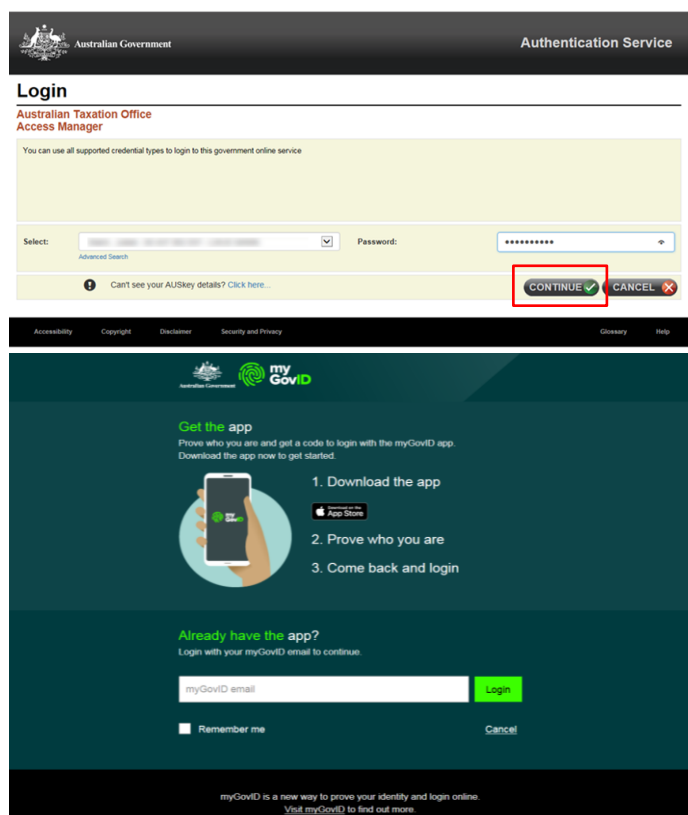 Australian Government
Authentication Service
Login
Australian Taxation Office
Access Manager
You can use all supported credential types to login to this government online service
Select:
Password:
••••••••••
Advanced Search
Can't see your AUSkey details? Click here...
CONTINUE
CANCEL
Accessibility
Copyright
Disclaimer
Security and Privacy
Glossary
Help
Australian Government
my
GovID
Get the app
Prove who you are and get a code to login with the myGovID app.
Download the app now to get started.
1. Download the app
my
GovID
Download on the
App Store
2. Prove who you are
3. Come back and login
Already have the app?
Login with your myGovID email to continue.
myGovID email
Login
Remember me
Cancel
myGovID is a new way to prove your identity and login online.
Visit myGovID to find out more.